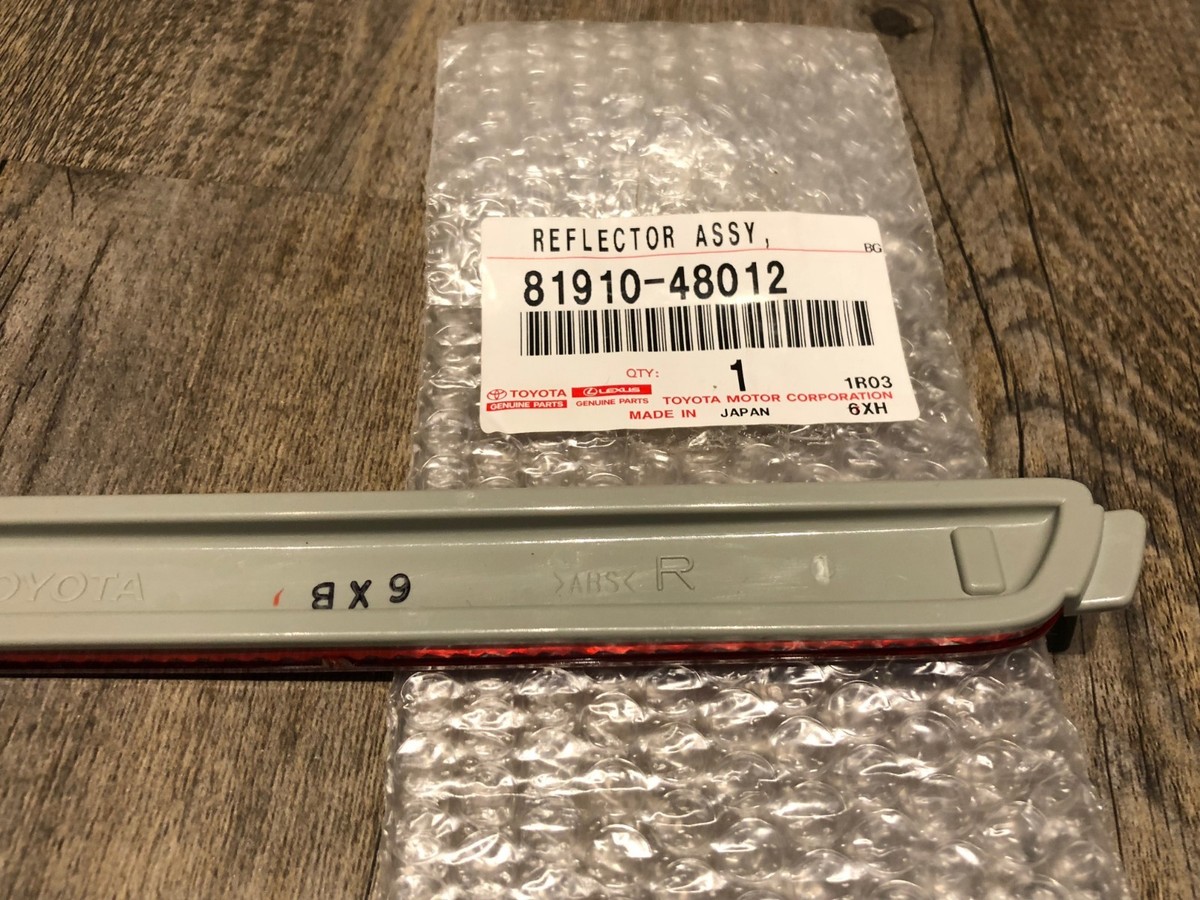 REFLECTOR ASSY,
BG
81910-48012
QTY: 1
TOYOTA LEXUS
GENUINE PARTS GENUINE PARTS
TOYOTA MOTOR CORPORATION
MADE IN JAPAN
1R03
6XH
OYOTA
6XB
>ABS< R